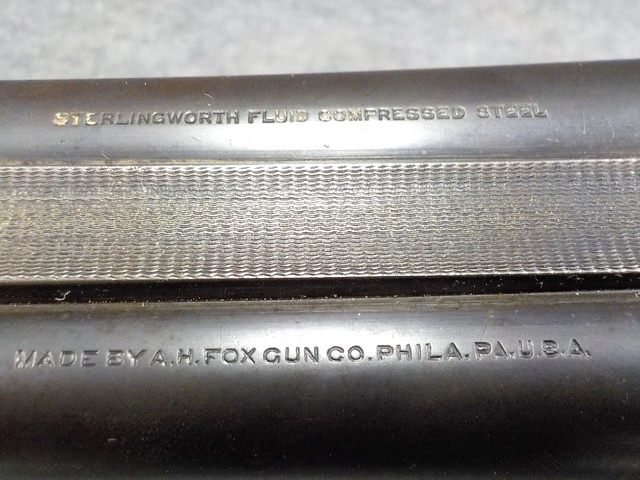 STERLINGWORTH FLUID COMPRESSED STEEL
MADE BY A.H. FOX GUN CO. PHILA. PA. U.S.A.